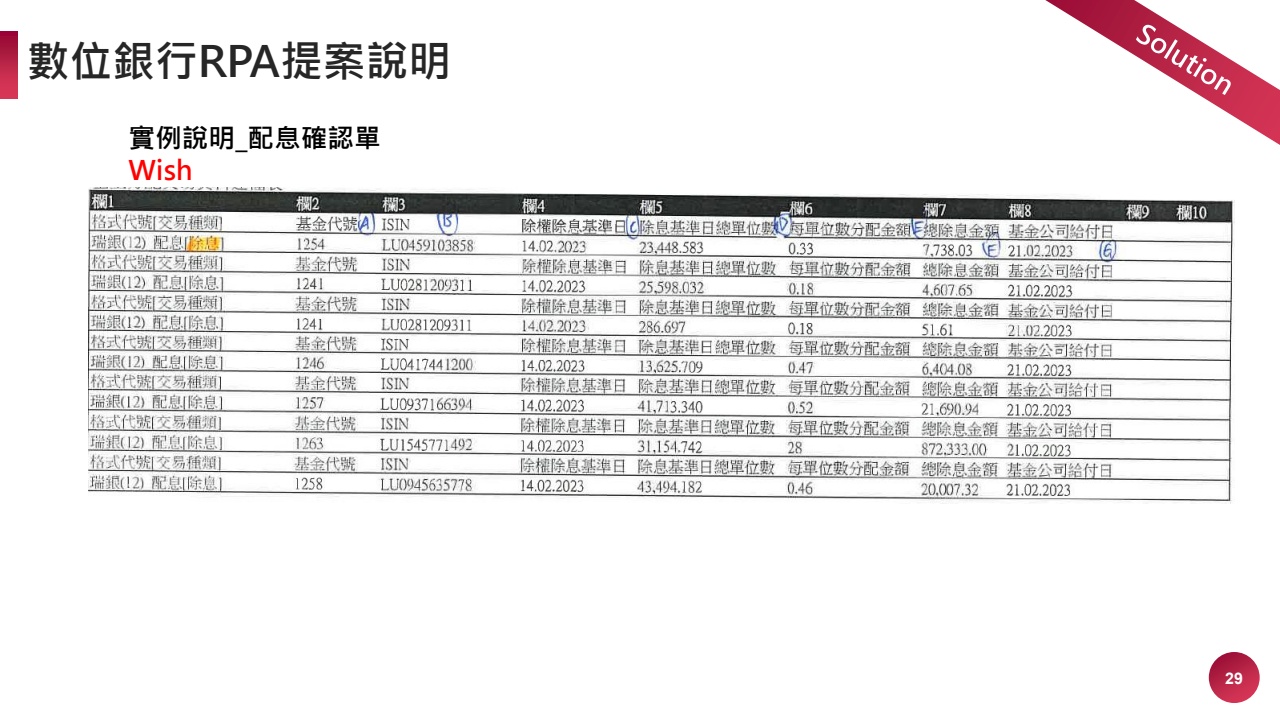 Solution
數位銀行RPA提案說明
實例說明_配息確認單
Wish
欄1 欄2 欄3 欄4 欄5 欄6 欄7 欄8 欄9 欄10
格式代號[交易種類] 基金代號 A ISIN B 除權除息基準日 C 除息基準日總單位數 D 每單位數分配金額 E 總除息金額 基金公司給付日
瑞銀(12) 配息[除息] 1254 LU0459103858 14.02.2023 23,448.583 0.33 7,738.03 F 21.02.2023 G
格式代號[交易種類] 基金代號 ISIN 除權除息基準日 除息基準日總單位數 每單位數分配金額 總除息金額 基金公司給付日
瑞銀(12) 配息[除息] 1241 LU0281209311 14.02.2023 25,598.032 0.18 4,607.65 21.02.2023
格式代號[交易種類] 基金代號 ISIN 除權除息基準日 除息基準日總單位數 每單位數分配金額 總除息金額 基金公司給付日
瑞銀(12) 配息[除息] 1241 LU0281209311 14.02.2023 286.697 0.18 51.61 21.02.2023
格式代號[交易種類] 基金代號 ISIN 除權除息基準日 除息基準日總單位數 每單位數分配金額 總除息金額 基金公司給付日
瑞銀(12) 配息[除息] 1246 LU0417441200 14.02.2023 13,625.709 0.47 6,404.08 21.02.2023
格式代號[交易種類] 基金代號 ISIN 除權除息基準日 除息基準日總單位數 每單位數分配金額 總除息金額 基金公司給付日
瑞銀(12) 配息[除息] 1257 LU0937166394 14.02.2023 41,713.340 0.52 21,690.94 21.02.2023
格式代號[交易種類] 基金代號 ISIN 除權除息基準日 除息基準日總單位數 每單位數分配金額 總除息金額 基金公司給付日
瑞銀(12) 配息[除息] 1263 LU1545771492 14.02.2023 31,154.742 28 872,333.00 21.02.2023
格式代號[交易種類] 基金代號 ISIN 除權除息基準日 除息基準日總單位數 每單位數分配金額 總除息金額 基金公司給付日
瑞銀(12) 配息[除息] 1258 LU0945635778 14.02.2023 43,494.182 0.46 20,007.32 21.02.2023
29